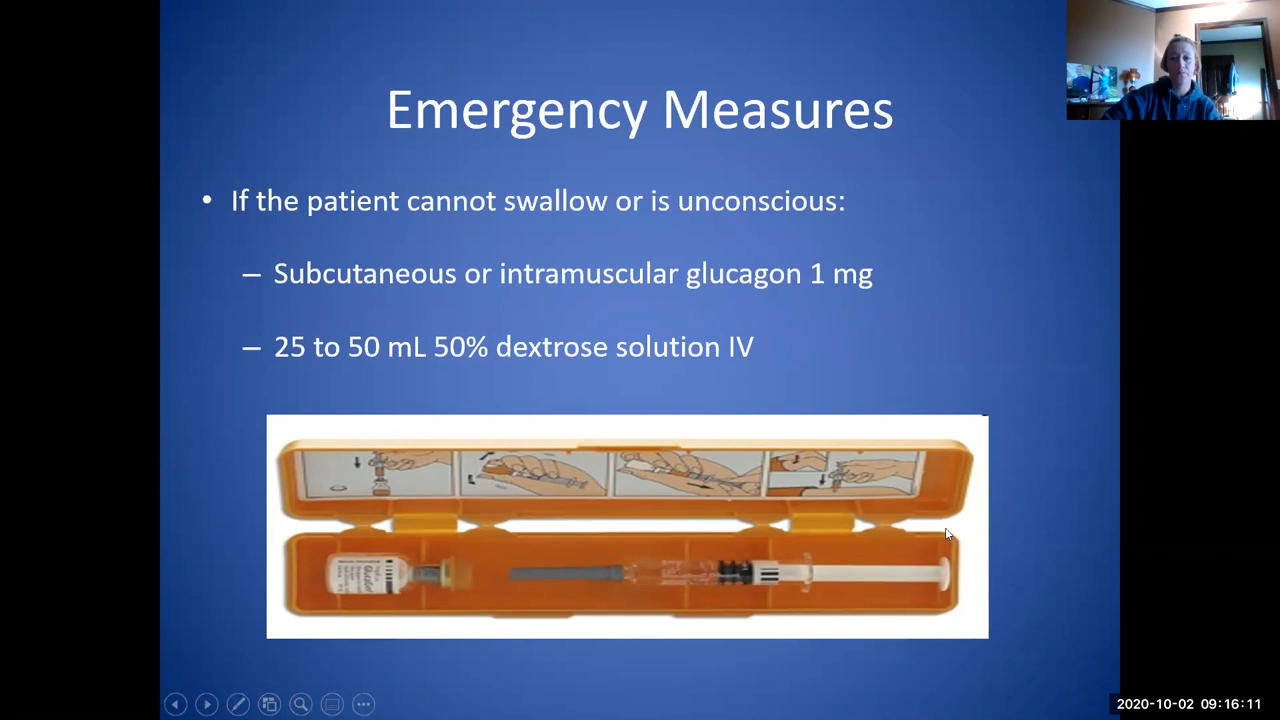 Emergency Measures
• If the patient cannot swallow or is unconscious:
– Subcutaneous or intramuscular glucagon 1 mg
– 25 to 50 mL 50% dextrose solution IV
2020-10-02 09:16:11